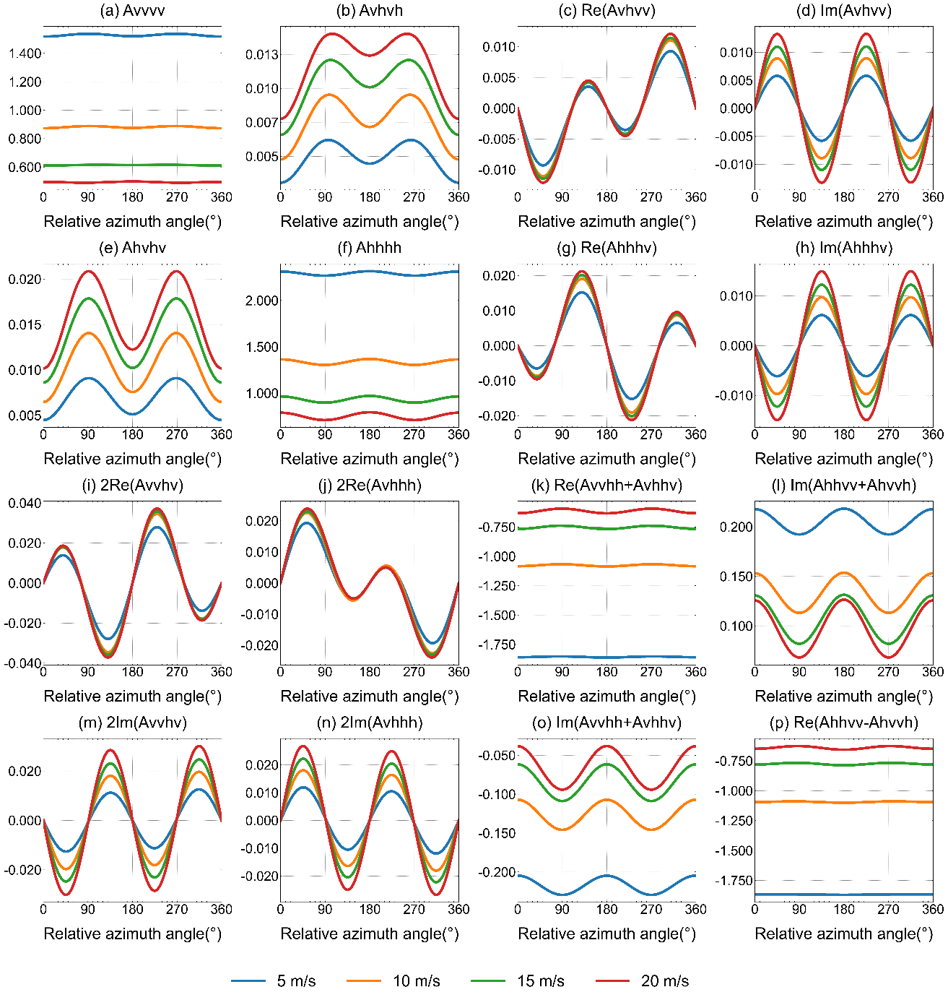 (a) Avvvv
1.400
1.200
1.000
0.800
0.600
0 90 180 270 360
Relative azimuth angle(°)
(b) Avhvh
0.013
0.010
0.007
0.005
0 90 180 270 360
Relative azimuth angle(°)
(c) Re(Avhvv)
0.010
0.005
0.000
-0.005
-0.010
0 90 180 270 360
Relative azimuth angle(°)
(d) Im(Avhvv)
0.010
0.005
0.000
-0.005
-0.010
0 90 180 270 360
Relative azimuth angle(°)
(e) Ahvhv
0.020
0.015
0.010
0.005
0 90 180 270 360
Relative azimuth angle(°)
(f) Ahhhh
2.000
1.500
1.000
0 90 180 270 360
Relative azimuth angle(°)
(g) Re(Ahhhv)
0.020
0.010
0.000
-0.010
-0.020
0 90 180 270 360
Relative azimuth angle(°)
(h) Im(Ahhhv)
0.010
0.000
-0.010
0 90 180 270 360
Relative azimuth angle(°)
(i) 2Re(Avvhv)
0.040
0.020
0.000
-0.020
-0.040
0 90 180 270 360
Relative azimuth angle(°)
(j) 2Re(Avhhh)
0.020
0.010
0.000
-0.010
-0.020
0 90 180 270 360
Relative azimuth angle(°)
(k) Re(Avvhh+Avhhv)
-0.750
-1.000
-1.250
-1.500
-1.750
0 90 180 270 360
Relative azimuth angle(°)
(l) Im(Ahhvv+Ahvvh)
0.200
0.150
0.100
0 90 180 270 360
Relative azimuth angle(°)
(m) 2Im(Avvhv)
0.020
0.000
-0.020
0 90 180 270 360
Relative azimuth angle(°)
(n) 2Im(Avhhh)
0.020
0.010
0.000
-0.010
-0.020
0 90 180 270 360
Relative azimuth angle(°)
(o) Im(Avvhh+Avhhv)
-0.050
-0.100
-0.150
-0.200
0 90 180 270 360
Relative azimuth angle(°)
(p) Re(Ahhvv-Ahvvh)
-0.750
-1.000
-1.250
-1.500
-1.750
0 90 180 270 360
Relative azimuth angle(°)
5 m/s 10 m/s 15 m/s 20 m/s